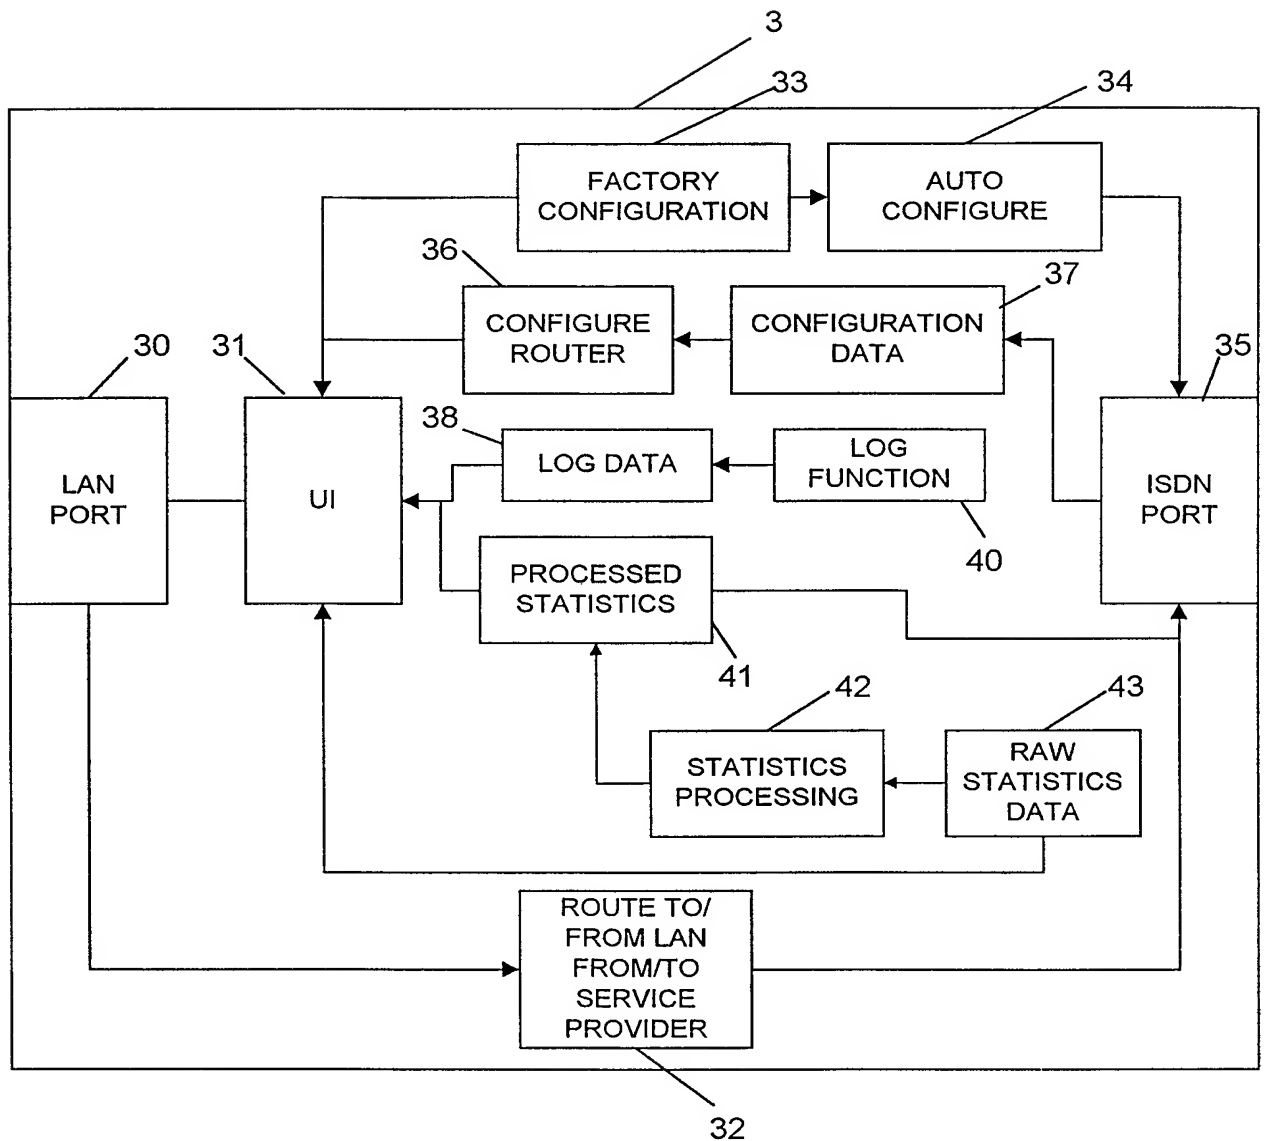 3
33
34
FACTORY
CONFIGURATION
AUTO
CONFIGURE
36
37
CONFIGURE
ROUTER
CONFIGURATION
DATA
30
31
35
38
LOG DATA
LOG
FUNCTION
LAN
PORT
UI
ISDN
PORT
40
PROCESSED
STATISTICS
41
42
43
STATISTICS
PROCESSING
RAW
STATISTICS
DATA
ROUTE TO/
FROM LAN
FROM/TO
SERVICE
PROVIDER
32